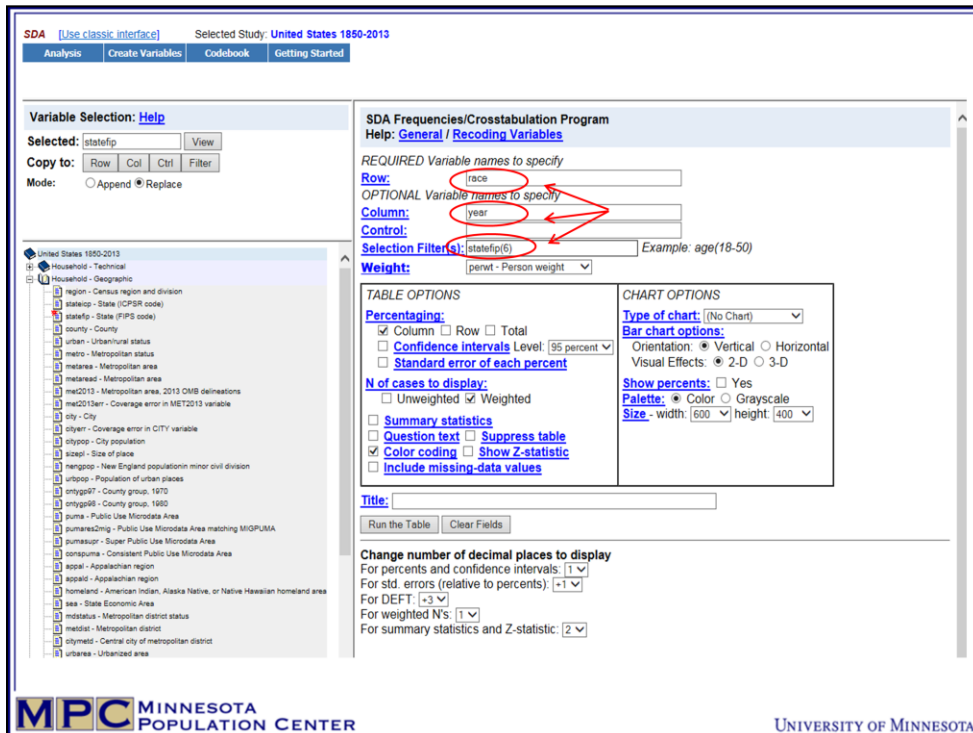 SDA [Use classic interface] Selected Study: United States 1850-2013
Analysis Create Variables Codebook Getting Started
Variable Selection: Help
Selected: statefip View
Copy to: Row Col Ctrl Filter
Mode: Append Replace
United States 1850-2013
Household - Technical
Household - Geographic
region - Census region and division
stateicp - State (ICPSR code)
statefip - State (FIPS code)
county - County
urban - Urban/rural status
metro - Metropolitan status
metarea - Metropolitan area
metaread - Metropolitan area
met2013 - Metropolitan area, 2013 OMB delineations
met2013err - Coverage error in MET2013 variable
city - City
cityerr - Coverage error in CITY variable
citypop - City population
sizepl - Size of place
nengpop - New England populationin minor civil division
urbpop - Population of urban places
cntygp97 - County group, 1970
cntygp98 - County group, 1980
puma - Public Use Microdata Area
pumares2mig - Public Use Microdata Area matching MIGPUMA
pumasupr - Super Public Use Microdata Area
conspuma - Consistent Public Use Microdata Area
appal - Appalachian region
appald - Appalachian region
homeland - American Indian, Alaska Native, or Native Hawaiian homeland area
sea - State Economic Area
mdstatus - Metropolitan district status
metdist - Metropolitan district
citymetd - Central city of metropolitan district
urbarea - Urbanized area
SDA Frequencies/Crosstabulation Program
Help: General / Recoding Variables
REQUIRED Variable names to specify
Row: race
OPTIONAL Variable names to specify
Column: year
Control:
Selection Filter(s): statefip(6) Example: age(18-50)
Weight: perwt - Person weight
TABLE OPTIONS
Percentaging:
Column Row Total
Confidence intervals Level: 95 percent
Standard error of each percent
N of cases to display:
Unweighted Weighted
Summary statistics
Question text Suppress table
Color coding Show Z-statistic
Include missing-data values
CHART OPTIONS
Type of chart: (No Chart)
Bar chart options:
Orientation: Vertical Horizontal
Visual Effects: 2-D 3-D
Show percents: Yes
Palette: Color Grayscale
Size - width: 600 height: 400
Title:
Run the Table Clear Fields
Change number of decimal places to display
For percents and confidence intervals: 1
For std. errors (relative to percents): +1
For DEFT: +3
For weighted N's: 1
For summary statistics and Z-statistic: 2
MPC MINNESOTA
POPULATION CENTER
UNIVERSITY OF MINNESOTA